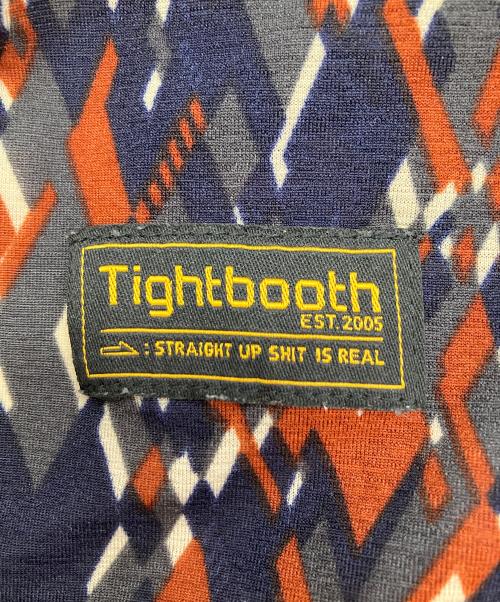 Tightbooth
EST. 2005
: STRAIGHT UP SHIT IS REAL